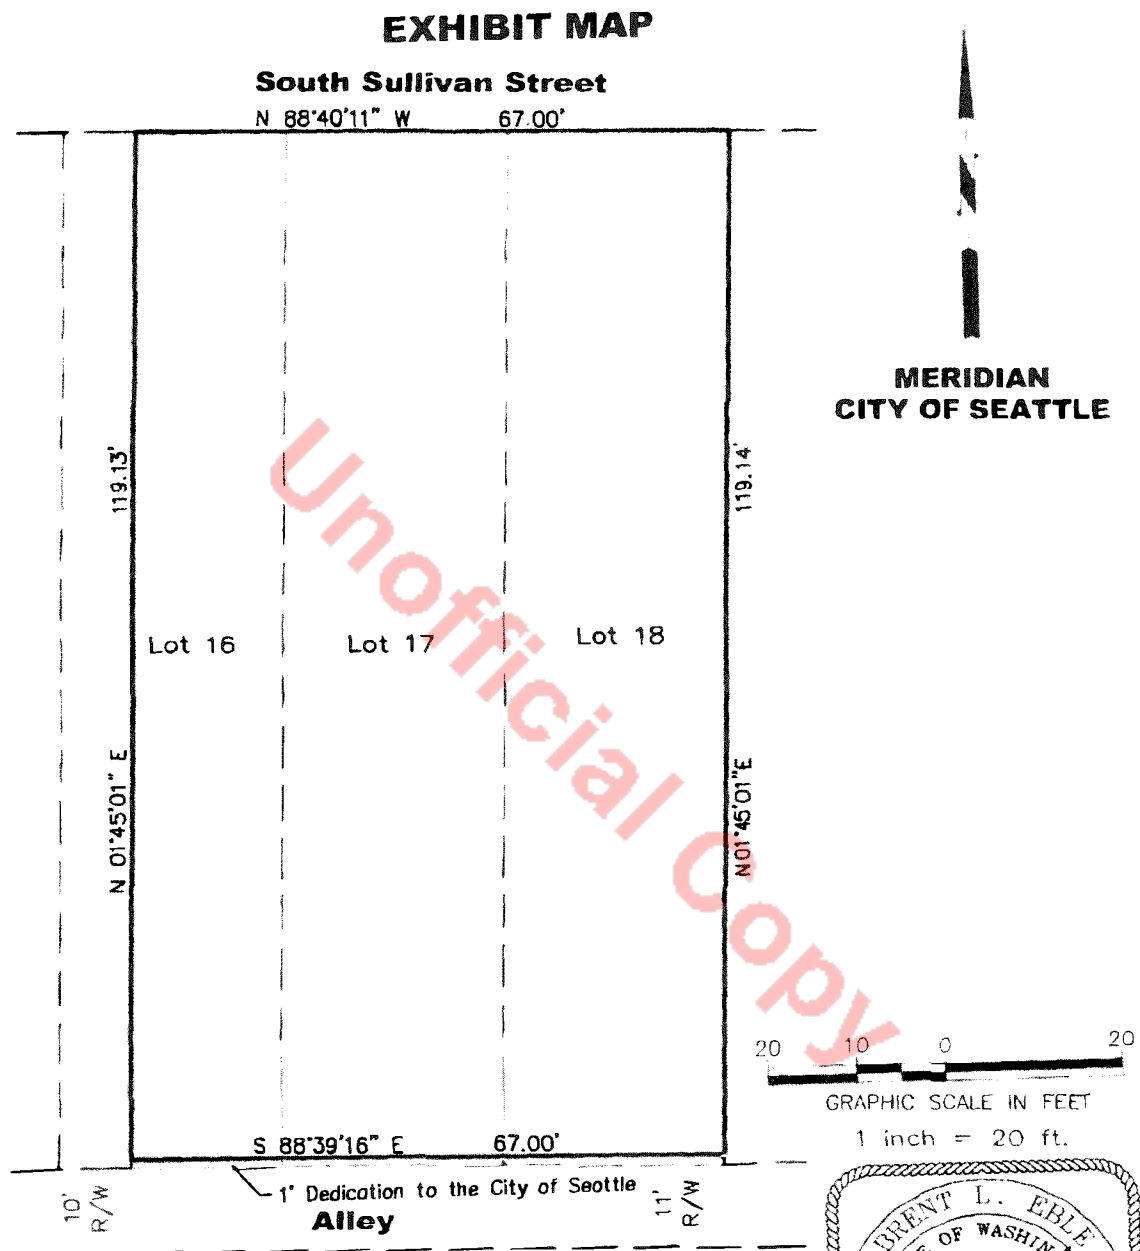 EXHIBIT MAP
South Sullivan Street
N 88°40'11" W 67.00'
N
MERIDIAN
CITY OF SEATTLE
119.13'
119.14'
Lot 16
Lot 17
Lot 18
N 01°45'01" E
N01°45'01"E
Unofficial Copy
20 10 0 20
GRAPHIC SCALE IN FEET
1 inch = 20 ft.
S 88°39'16" E 67.00'
1' Dedication to the City of Seattle
10'
R/W
Alley
11'
R/W
BRENT L. EBLE
OF WASHIN